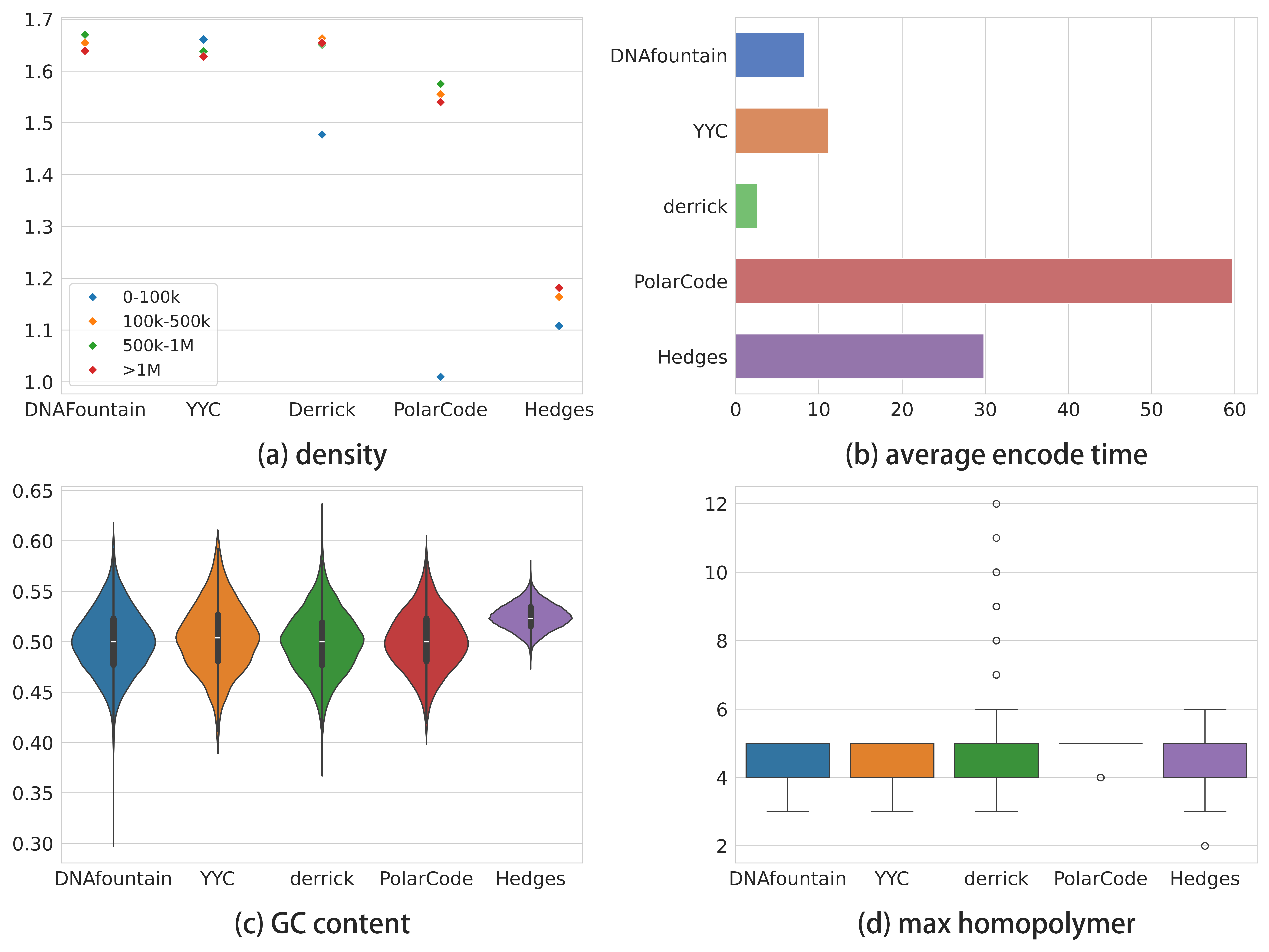 1.7
1.6
1.5
1.4
1.3
1.2
1.1
1.0
0-100k
100k-500k
500k-1M
>1M
DNAFountain YYC Derrick PolarCode Hedges
(a) density
DNAfountain
YYC
derrick
PolarCode
Hedges
0 10 20 30 40 50 60
(b) average encode time
0.65
0.60
0.55
0.50
0.45
0.40
0.35
0.30
DNAfountain YYC derrick PolarCode Hedges
(c) GC content
12
10
8
6
4
2
DNAfountain YYC derrick PolarCode Hedges
(d) max homopolymer